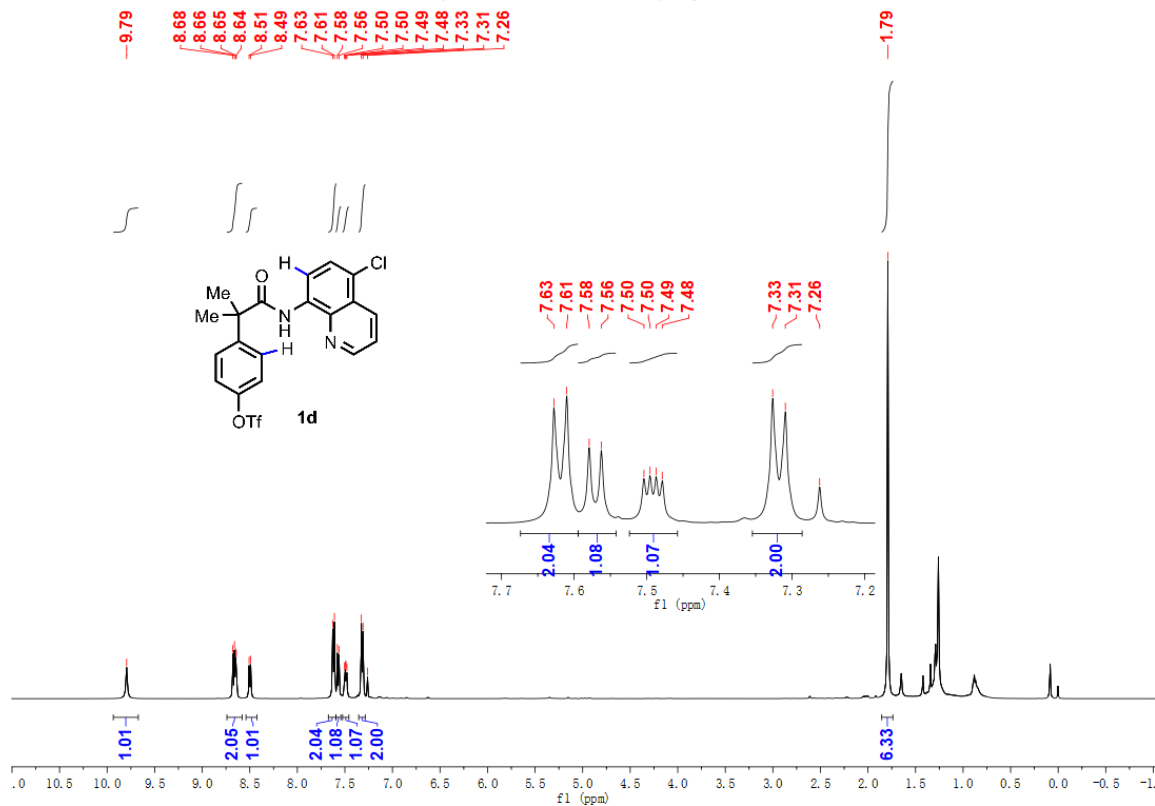 9.79 8.68 8.66 8.65 8.64 8.51 8.49 7.63 7.61 7.58 7.56 7.50 7.50 7.49 7.48 7.33 7.31 7.26 1.79
7.63 7.61 7.58 7.56 7.50 7.50 7.49 7.48 7.33 7.31 7.26
H Cl
O
Me N
H
Me N
H
OTf 1d
2.04 1.08 1.07 2.00
7.7 7.6 7.5 7.4 7.3 7.2
f1 (ppm)
1.01 2.05 1.01 2.04 1.08 1.07 2.00 6.33
10.0 9.5 9.0 8.5 8.0 7.5 7.0 6.5 6.0 5.5 5.0 4.5 4.0 3.5 3.0 2.5 2.0 1.5 1.0 0.5 0.0 -0.5
f1 (ppm)